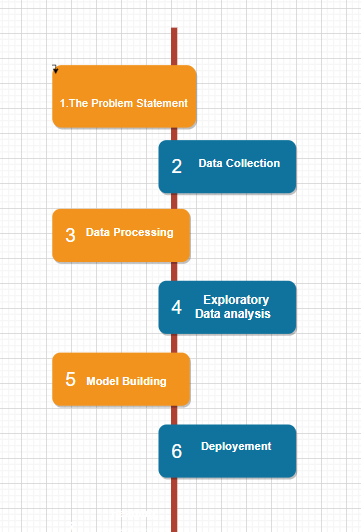 1.The Problem Statement
2 Data Collection
3 Data Processing
4 Exploratory
Data analysis
5 Model Building
6 Deployement